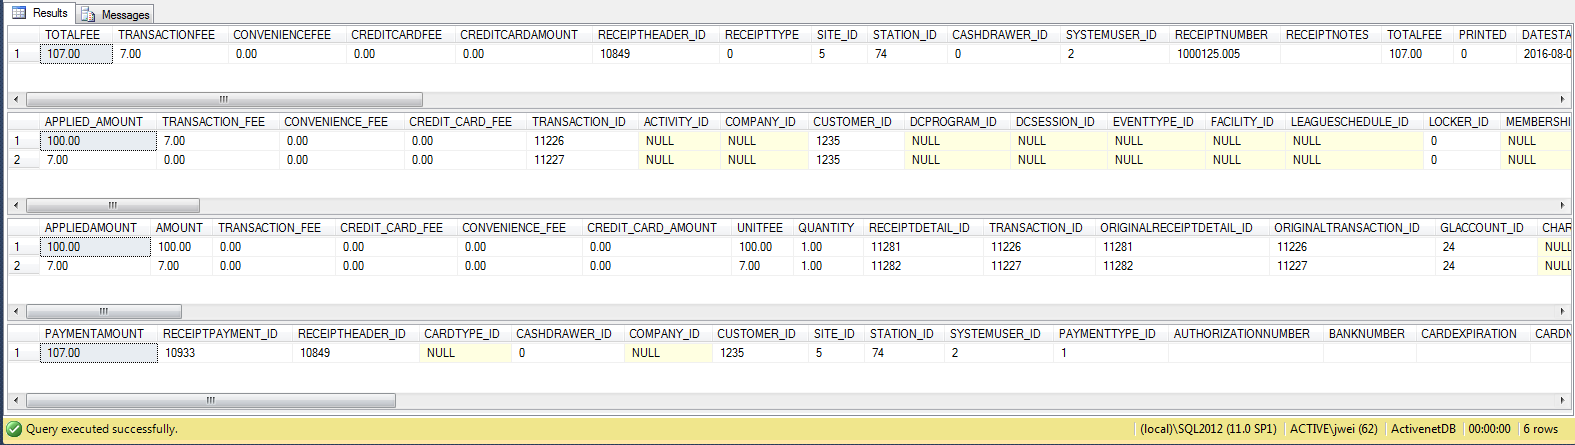 Results Messages
TOTALFEE TRANSACTIONFEE CONVENIENCEFEE CREDITCARDFEE CREDITCARDAMOUNT RECEIPTHEADER_ID RECEIPTTYPE SITE_ID STATION_ID CASHDRAWER_ID SYSTEMUSER_ID RECEIPTNUMBER RECEIPTNOTES TOTALFEE PRINTED DATESTA
1 107.00 7.00 0.00 0.00 0.00 10849 0 5 74 0 2 1000125.005 107.00 0 2016-08-0
APPLIED_AMOUNT TRANSACTION_FEE CONVENIENCE_FEE CREDIT_CARD_FEE TRANSACTION_ID ACTIVITY_ID COMPANY_ID CUSTOMER_ID DCPROGRAM_ID DCSESSION_ID EVENTTYPE_ID FACILITY_ID LEAGUESCHEDULE_ID LOCKER_ID MEMBERSHI
1 100.00 7.00 0.00 0.00 11226 NULL NULL 1235 NULL NULL NULL NULL NULL 0 NULL
2 7.00 0.00 0.00 0.00 11227 NULL NULL 1235 NULL NULL NULL NULL NULL 0 NULL
APPLIEDAMOUNT AMOUNT TRANSACTION_FEE CREDIT_CARD_FEE CONVENIENCE_FEE CREDIT_CARD_AMOUNT UNITFEE QUANTITY RECEIPTDETAIL_ID TRANSACTION_ID ORIGINALRECEIPTDETAIL_ID ORIGINALTRANSACTION_ID GLACCOUNT_ID CHAR
1 100.00 100.00 0.00 0.00 0.00 0.00 100.00 1.00 11281 11226 11281 11226 24 NULL
2 7.00 7.00 0.00 0.00 0.00 0.00 7.00 1.00 11282 11227 11282 11227 24 NULL
PAYMENTAMOUNT RECEIPTPAYMENT_ID RECEIPTHEADER_ID CARDTYPE_ID CASHDRAWER_ID COMPANY_ID CUSTOMER_ID SITE_ID STATION_ID SYSTEMUSER_ID PAYMENTTYPE_ID AUTHORIZATIONNUMBER BANKNUMBER CARDEXPIRATION CARDN
1 107.00 10933 10849 NULL 0 NULL 1235 5 74 2 1
Query executed successfully. (local)\SQL2012 (11.0 SP1) ACTIVE\jwei (62) ActivenetDB 00:00:00 6 rows